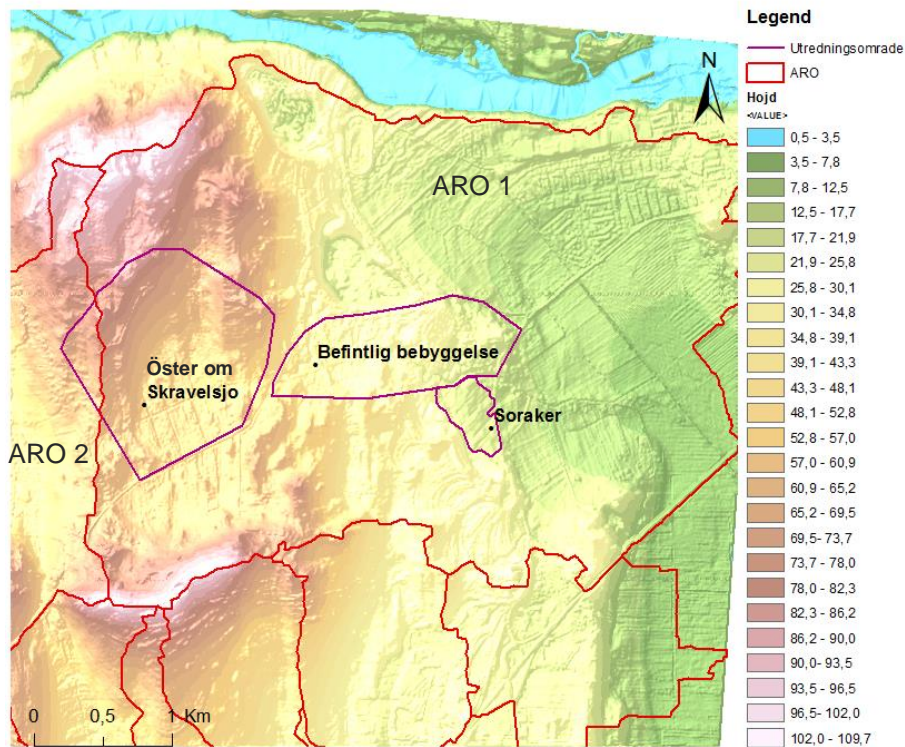 Legend
Utredningsomrade
ARO
Hojd
<VALUE>
0,5 - 3,5
3,5 - 7,8
7,8 - 12,5
12,5 - 17,7
17,7 - 21,9
21,9 - 25,8
25,8 - 30,1
30,1 - 34,8
34,8 - 39,1
39,1 - 43,3
43,3 - 48,1
48,1 - 52,8
52,8 - 57,0
57,0 - 60,9
60,9 - 65,2
65,2 - 69,5
69,5- 73,7
73,7 - 78,0
78,0 - 82,3
82,3 - 86,2
86,2 - 90,0
90,0- 93,5
93,5 - 96,5
96,5- 102,0
102,0 - 109,7
N
ARO 1
Befintlig bebyggelse
Öster om
Skravelsjo
Soraker
ARO 2
0 0,5 1 Km